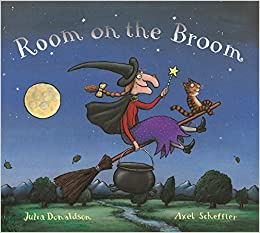 Room on the Broom
Julia Donaldson
Axel Scheffler